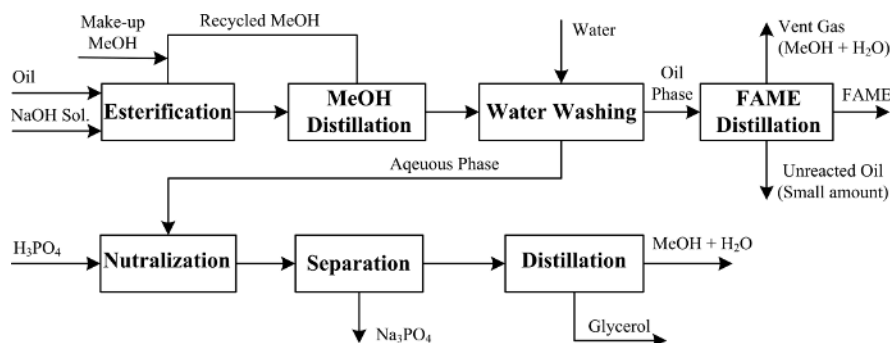 Make-up
MeOH
Recycled MeOH
Water
Vent Gas
(MeOH + H₂O)
Oil
NaOH Sol.
Esterification
MeOH
Distillation
Water Washing
Oil
Phase
FAME
Distillation
FAME
Aqeuous Phase
Unreacted Oil
(Small amount)
H₃PO₄
Nutralization
Separation
Distillation
MeOH + H₂O
Na₃PO₄
Glycerol